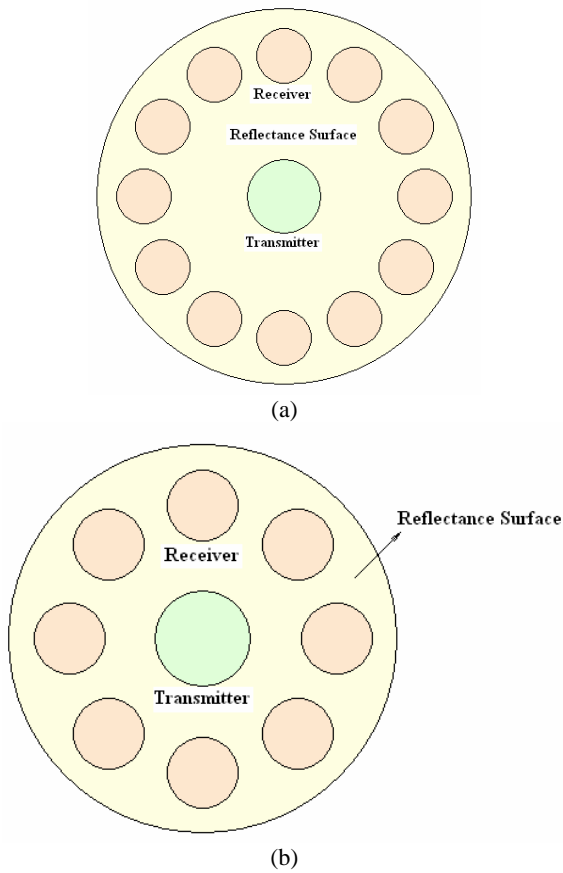 Receiver
Reflectance Surface
Transmitter
(a)
Reflectance Surface
Receiver
Transmitter
(b)